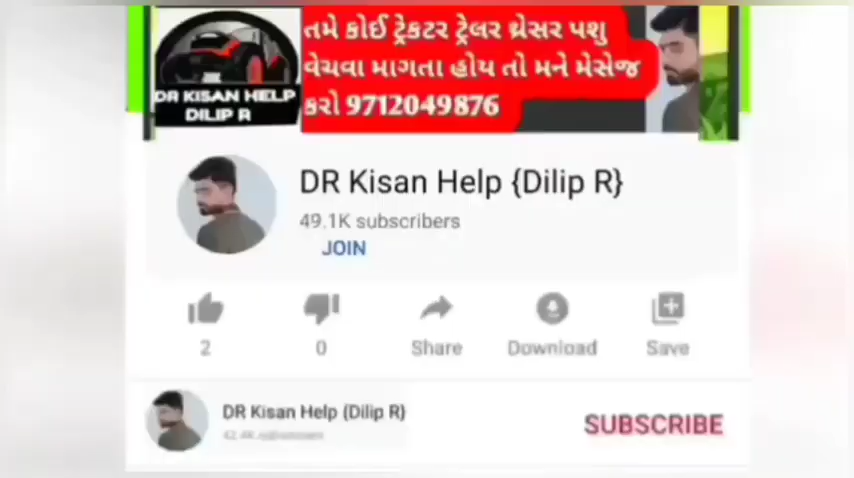 તમે કોઈ ટ્રેકટર ટ્રેલર થ્રેસર પશુ
વેચવા માગતા હોય તો મને મેસેજ
કરો 9712049876
DR KISAN HELP
DILIP R
DR Kisan Help {Dilip R}
49.1K subscribers
JOIN
2
0
Share
Download
Save
DR Kisan Help {Dilip R}
SUBSCRIBE